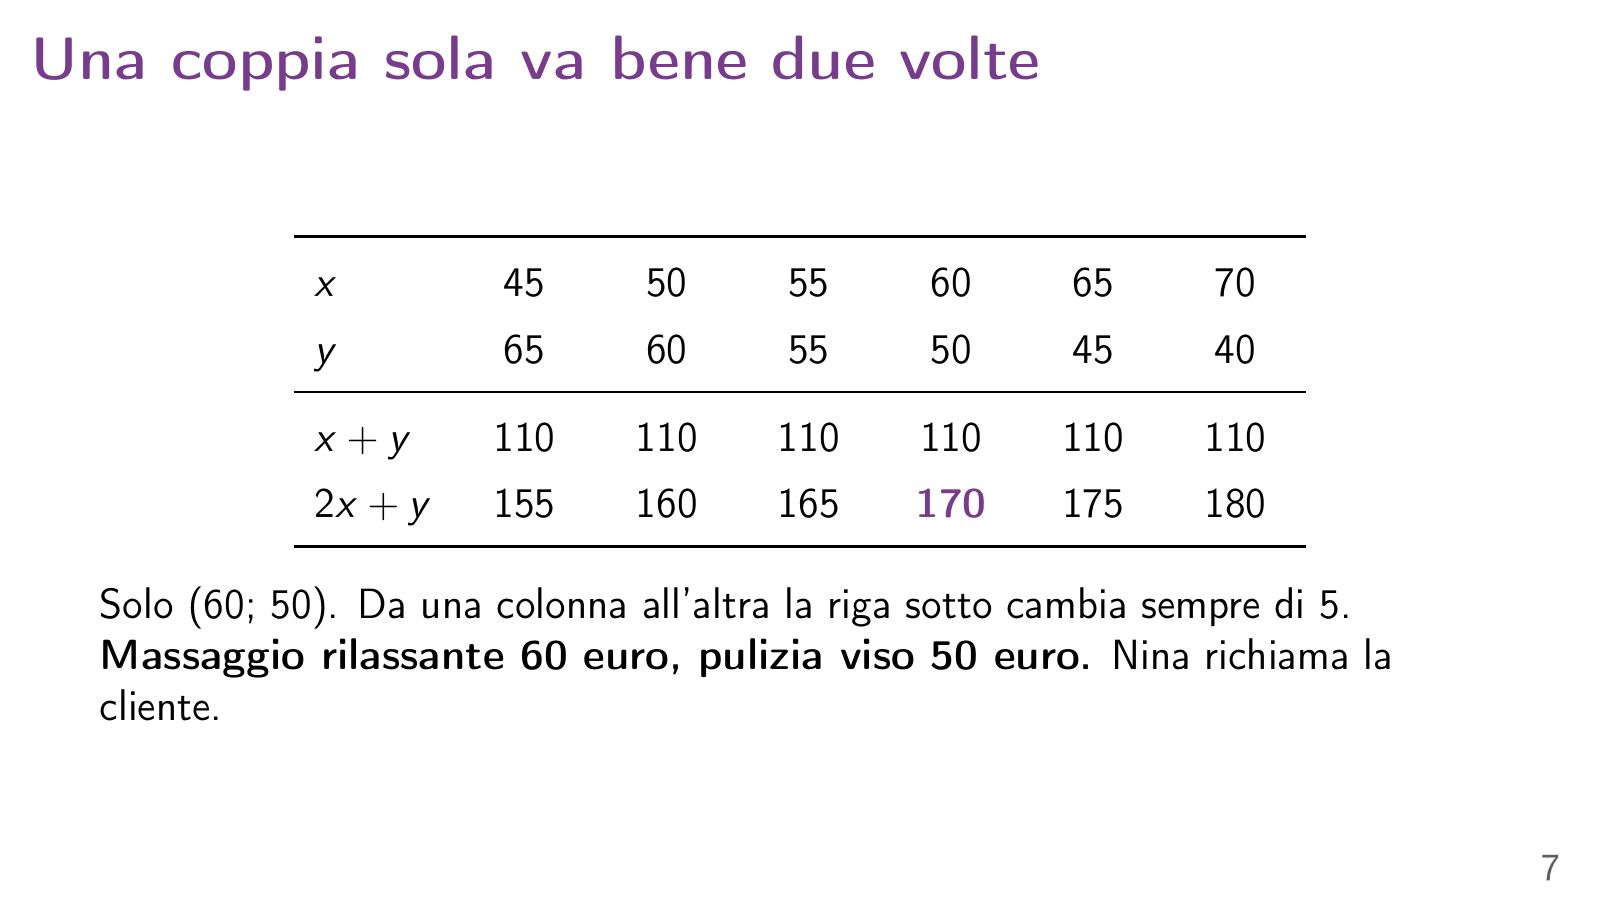 Una coppia sola va bene due volte
x 45 50 55 60 65 70
y 65 60 55 50 45 40
x + y 110 110 110 110 110 110
2x + y 155 160 165 170 175 180
Solo (60; 50). Da una colonna all'altra la riga sotto cambia sempre di 5.
Massaggio rilassante 60 euro, pulizia viso 50 euro. Nina richiama la
cliente.
7